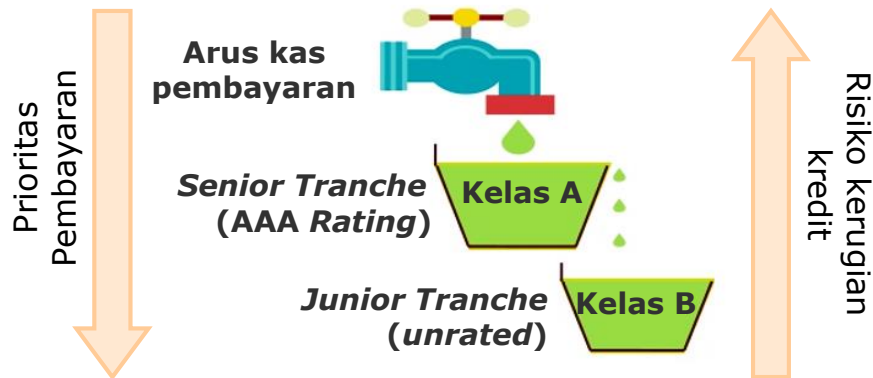 Prioritas
Pembayaran
Arus kas
pembayaran
Senior Tranche
(AAA Rating)
Kelas A
Junior Tranche
(unrated)
Kelas B
Risiko kerugian
kredit